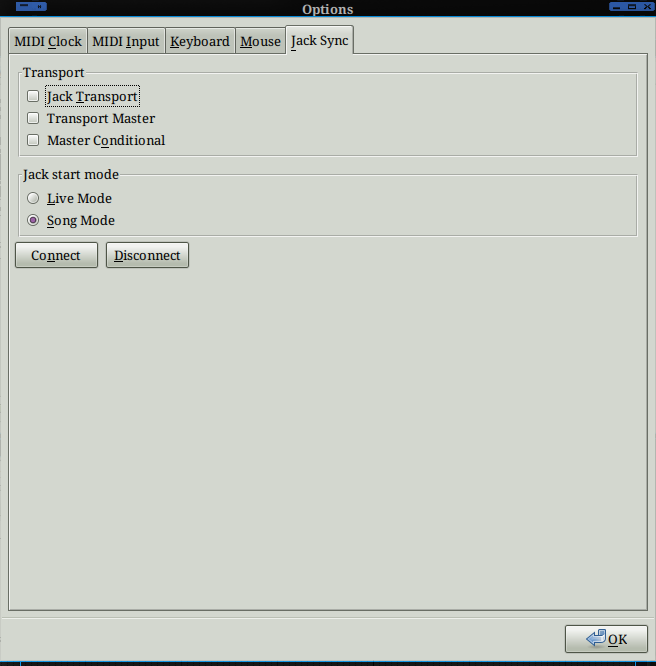 Options
MIDI Clock MIDI Input Keyboard Mouse Jack Sync
Transport
Jack Transport
Transport Master
Master Conditional
Jack start mode
Live Mode
Song Mode
Connect Disconnect
OK